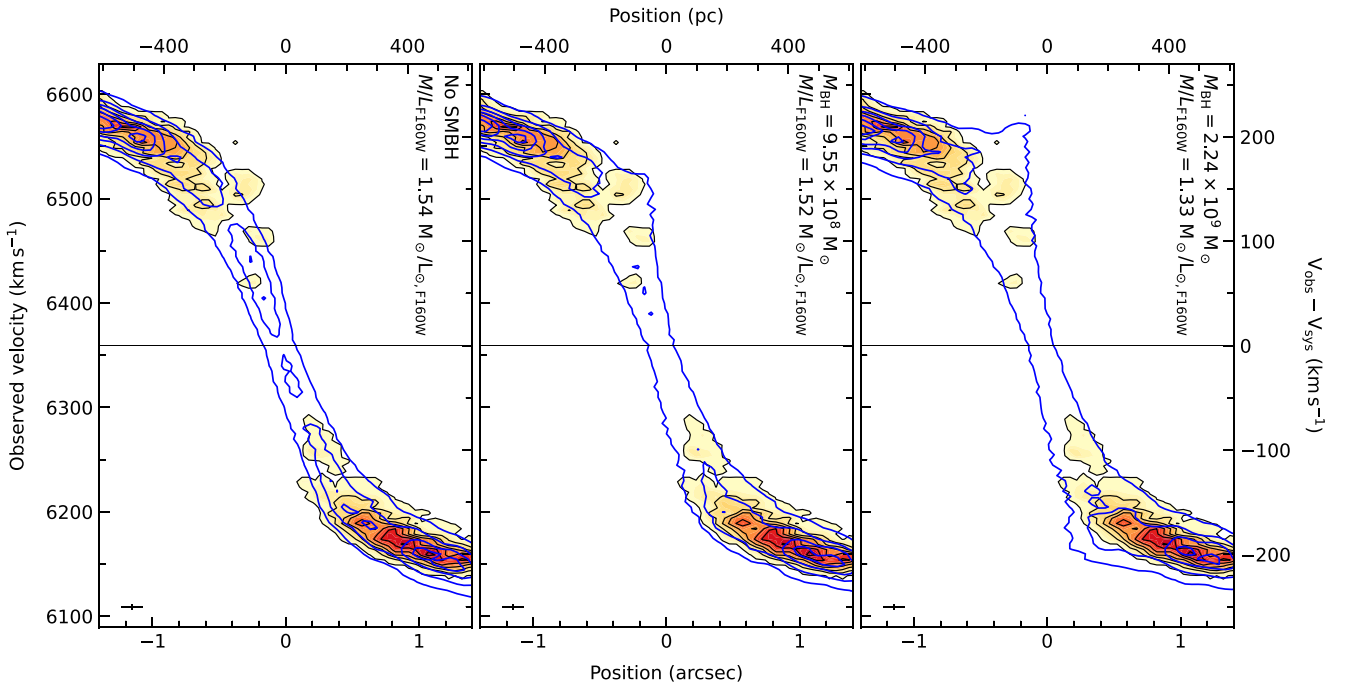 Position (pc)
−400 0 400 −400 0 400 −400 0 400
6600
6500
6400
6300
6200
6100
Observed velocity (km s⁻¹)
No SMBH
M/L_F160W = 1.54 M⊙/L⊙, F160W
M_BH = 9.55 × 10⁸ M⊙
M/L_F160W = 1.52 M⊙/L⊙, F160W
M_BH = 2.24 × 10⁹ M⊙
M/L_F160W = 1.33 M⊙/L⊙, F160W
200
100
0
−100
−200
V_obs − V_sys (km s⁻¹)
−1 0 1 −1 0 1 −1 0 1
Position (arcsec)